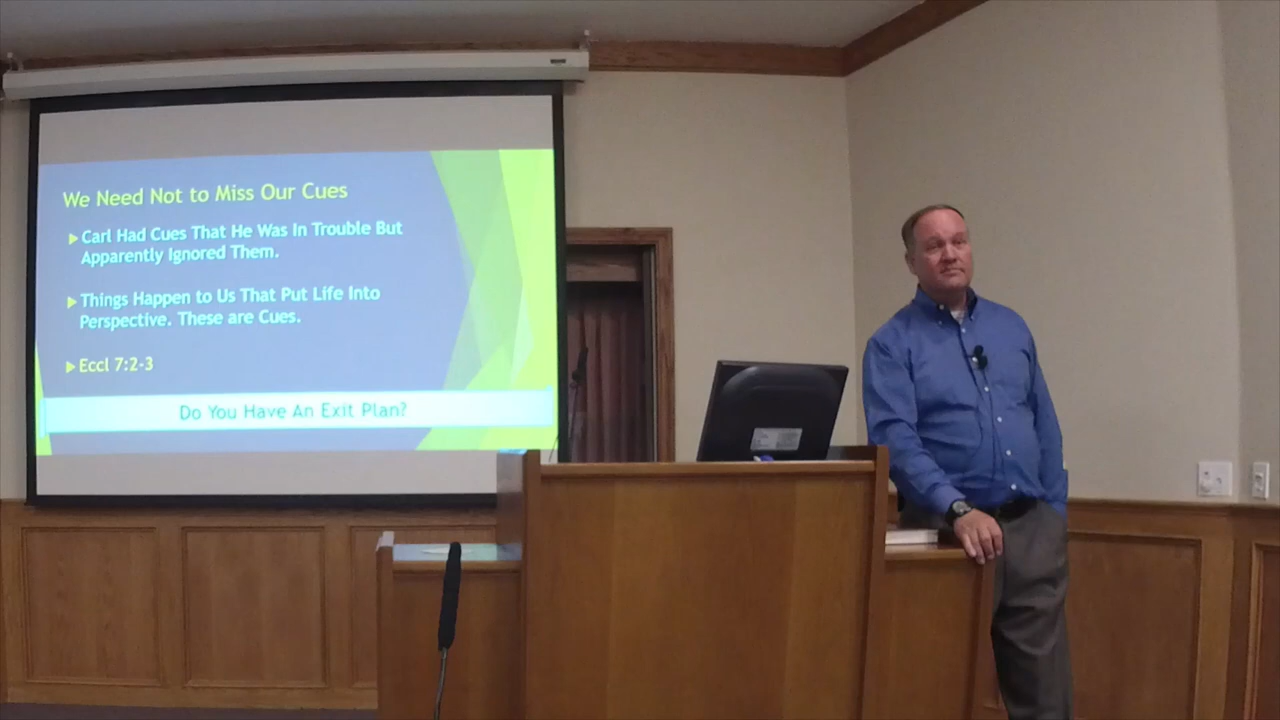 We Need Not to Miss Our Cues
Carl Had Cues That He Was In Trouble But
Apparently Ignored Them.
Things Happen to Us That Put Life Into
Perspective. These are Cues.
Eccl 7:2-3
Do You Have An Exit Plan?